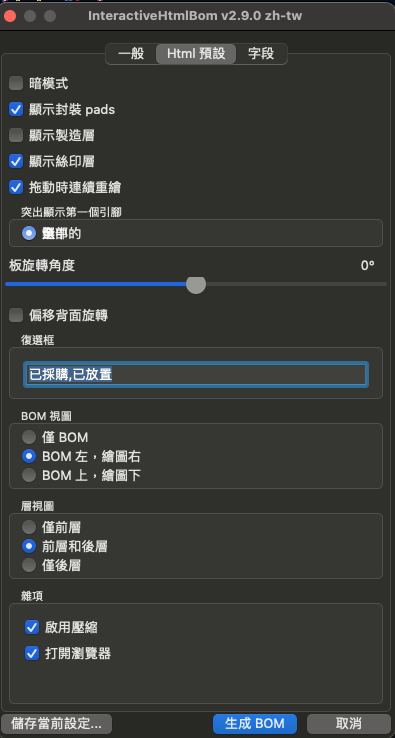 InteractiveHtmlBom v2.9.0 zh-tw
一般
Html 預設
字段
暗模式
顯示封裝 pads
顯示製造層
顯示絲印層
拖動時連續重繪
突出顯示第一個引腳
的
板旋轉角度
0°
偏移背面旋轉
復選框
已採購,已放置
BOM 視圖
僅 BOM
BOM 左，繪圖右
BOM 上，繪圖下
層視圖
僅前層
前層和後層
僅後層
雜項
啟用壓縮
打開瀏覽器
儲存當前設定...
生成 BOM
取消